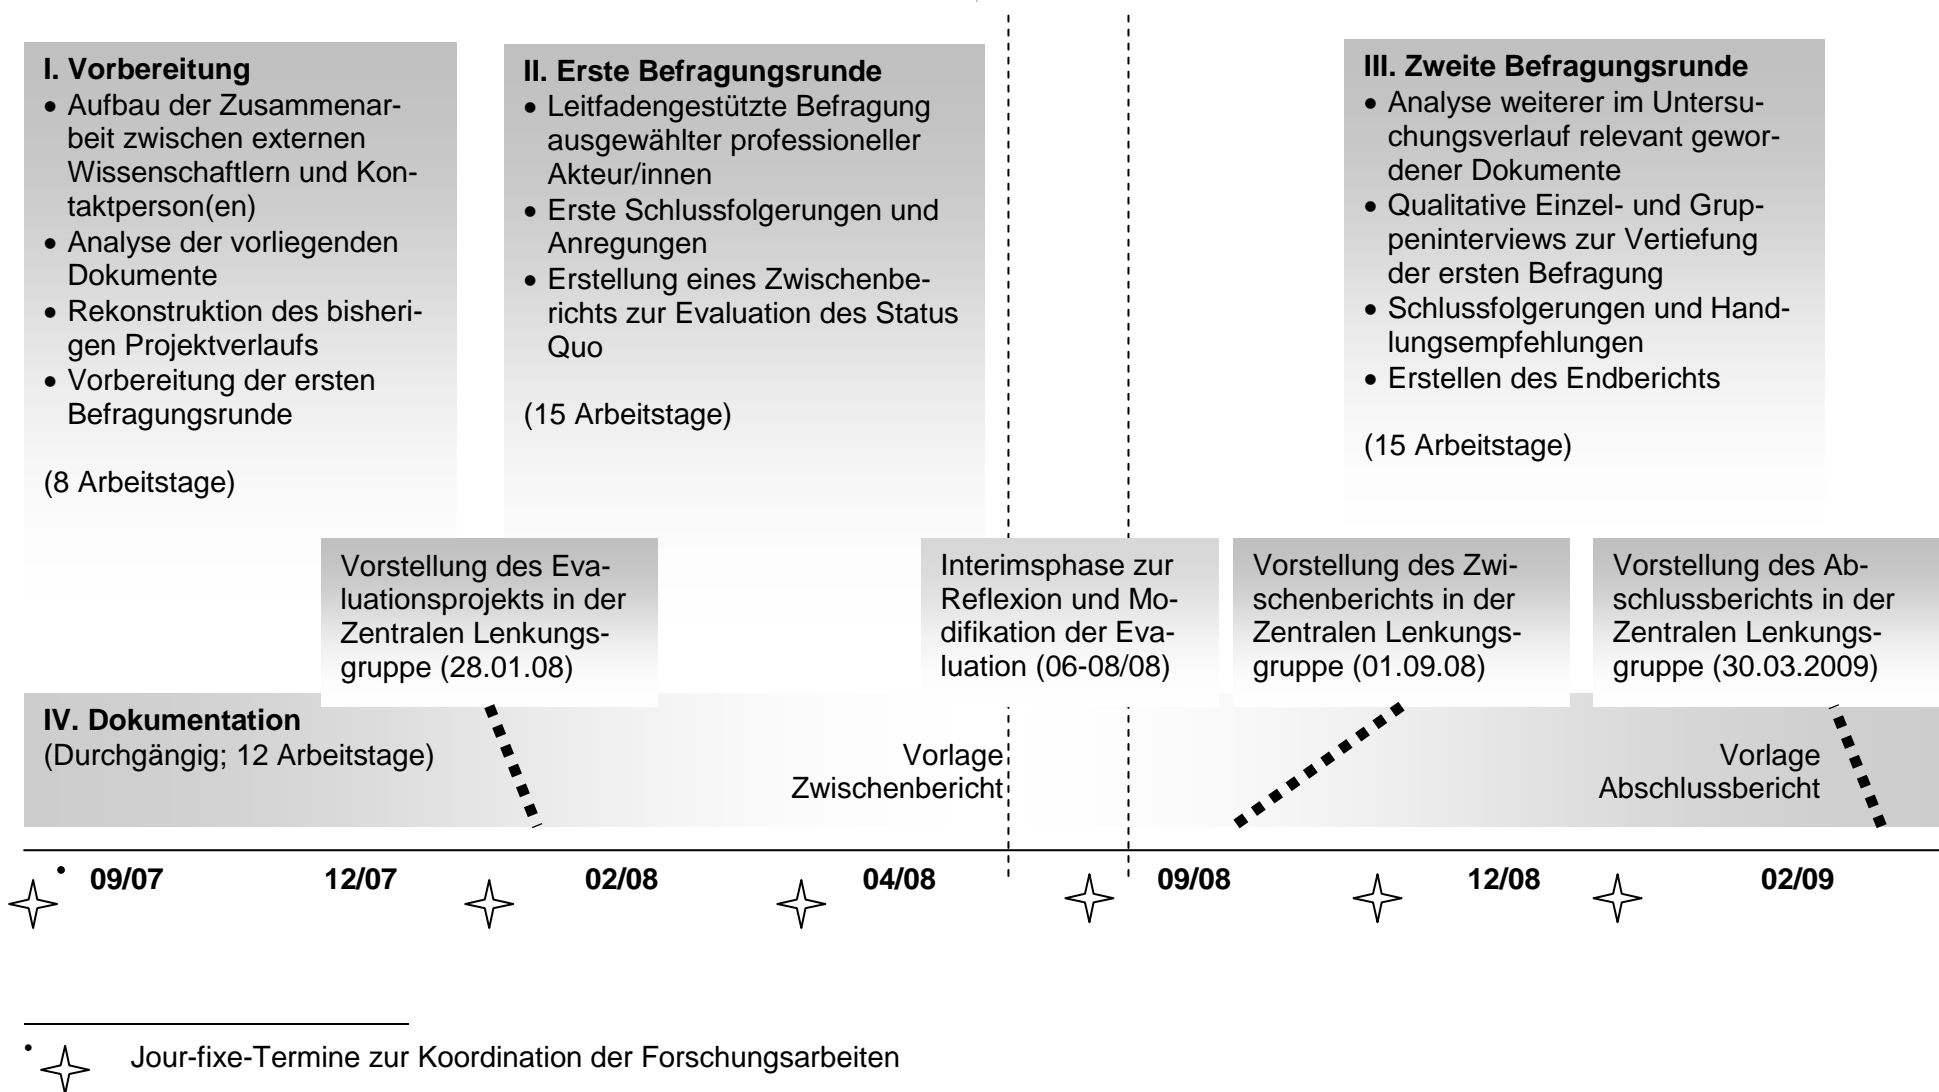 I. Vorbereitung
• Aufbau der Zusammenar-
beit zwischen externen
Wissenschaftlern und Kon-
taktperson(en)
• Analyse der vorliegenden
Dokumente
• Rekonstruktion des bisheri-
gen Projektverlaufs
• Vorbereitung der ersten
Befragungsrunde
(8 Arbeitstage)
II. Erste Befragungsrunde
• Leitfadengestützte Befragung
ausgewählter professioneller
Akteur/innen
• Erste Schlussfolgerungen und
Anregungen
• Erstellung eines Zwischenbe-
richts zur Evaluation des Status
Quo
(15 Arbeitstage)
III. Zweite Befragungsrunde
• Analyse weiterer im Untersu-
chungsverlauf relevant gewor-
dener Dokumente
• Qualitative Einzel- und Grup-
peninterviews zur Vertiefung
der ersten Befragung
• Schlussfolgerungen und Hand-
lungsempfehlungen
• Erstellen des Endberichts
(15 Arbeitstage)
Vorstellung des Eva-
luationsprojekts in der
Zentralen Lenkungs-
gruppe (28.01.08)
Interimsphase zur
Reflexion und Mo-
difikation der Eva-
luation (06-08/08)
Vorstellung des Zwi-
schenberichts in der
Zentralen Lenkungs-
gruppe (01.09.08)
Vorstellung des Ab-
schlussberichts in der
Zentralen Lenkungs-
gruppe (30.03.2009)
IV. Dokumentation
(Durchgängig; 12 Arbeitstage)
Vorlage
Zwischenbericht
Vorlage
Abschlussbericht
• 09/07 12/07 02/08 04/08 09/08 12/08 02/09
• Jour-fixe-Termine zur Koordination der Forschungsarbeiten